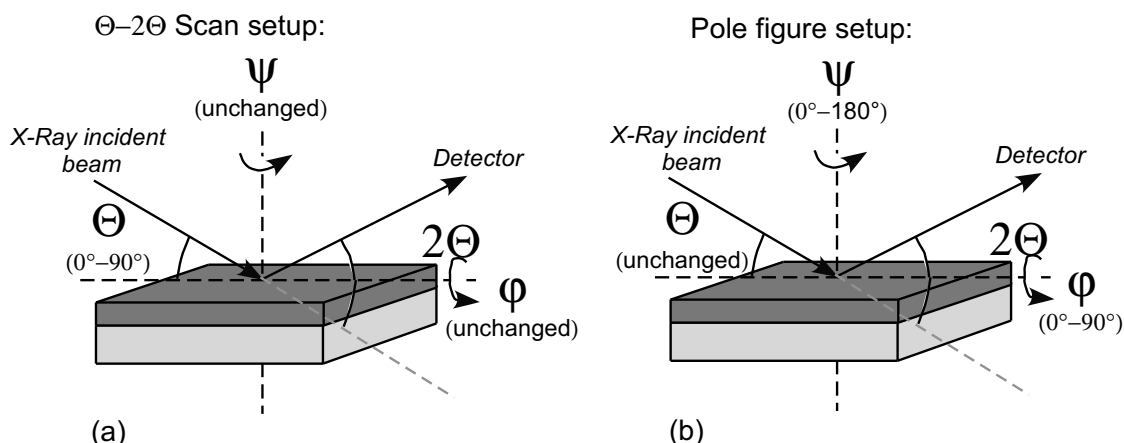 Θ–2Θ Scan setup:
ψ
(unchanged)
X-Ray incident
beam
Detector
Θ
(0°–90°)
2Θ
φ
(unchanged)
(a)
Pole figure setup:
ψ
(0°–180°)
X-Ray incident
beam
Detector
Θ
(unchanged)
2Θ
φ
(0°–90°)
(b)